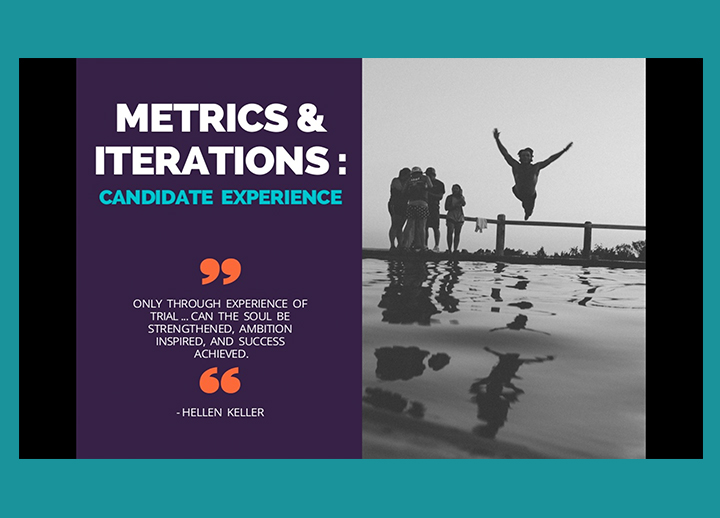 METRICS &
ITERATIONS :
CANDIDATE EXPERIENCE
❞
ONLY THROUGH EXPERIENCE OF
TRIAL ... CAN THE SOUL BE
STRENGTHENED, AMBITION
INSPIRED, AND SUCCESS
ACHIEVED.
❝
- HELLEN KELLER